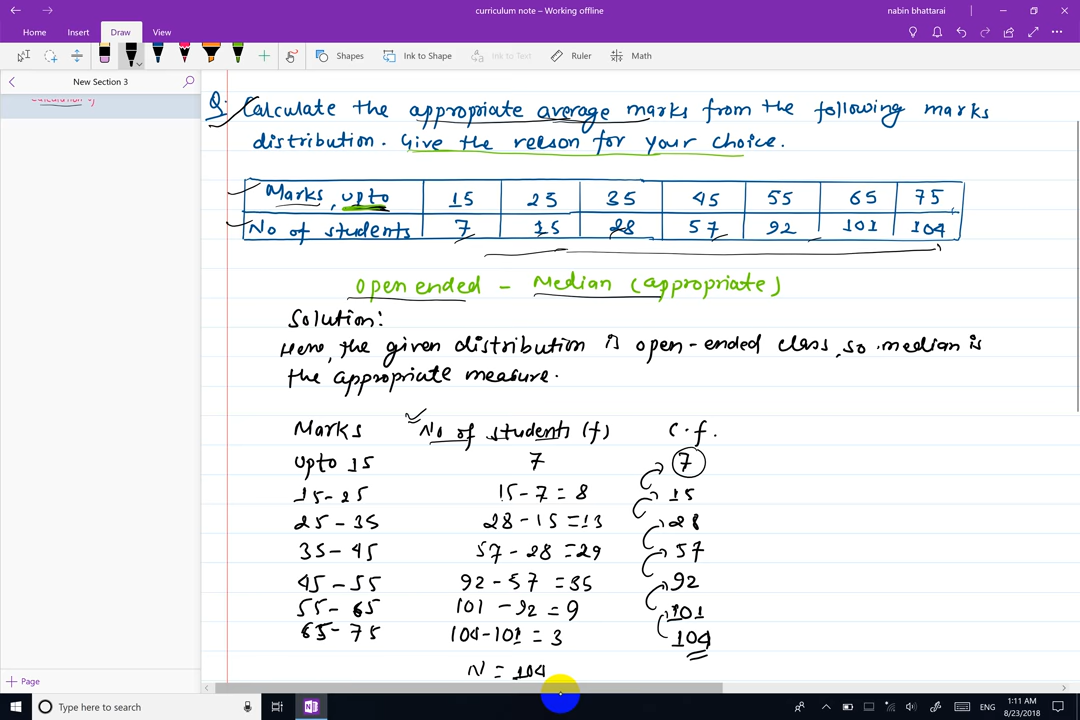 curriculum note – Working offline
nabin bhattarai
Home Insert Draw View
Shapes Ink to Shape Ink to Text Ruler Math
New Section 3
Q. Calculate the appropriate average marks from the following marks
distribution. Give the reason for your choice.
Marks, upto 15 25 35 45 55 65 75
No of students 7 15 28 57 92 101 104
Open ended - Median (appropriate)
Solution:
Here, the given distribution is open-ended class, so median is
the appropriate measure.
Marks No of students (f) c.f.
Upto 15 7 7
15-25 15-7=8 15
25-35 28-15=13 28
35-45 57-28=29 57
45-55 92-57=35 92
55-65 101-92=9 101
65-75 104-101=3 104
N = 104
+ Page
Type here to search
ENG
1:11 AM
8/23/2018